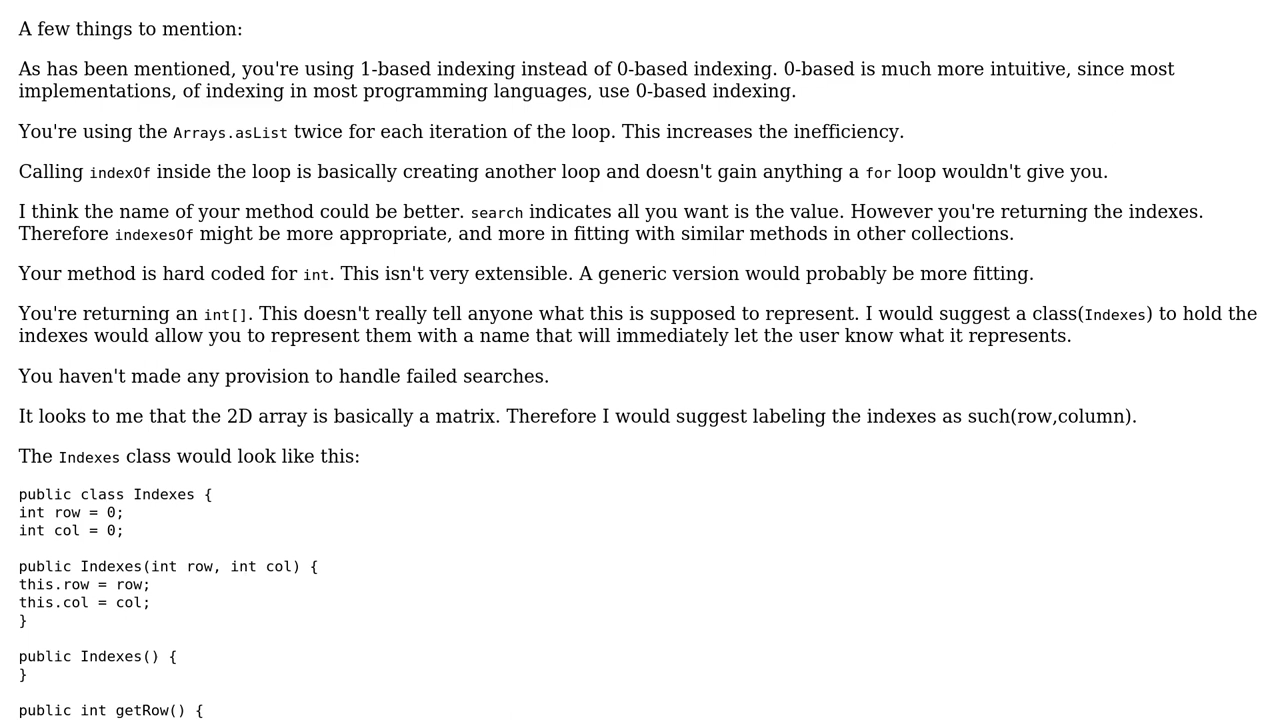 A few things to mention:
As has been mentioned, you're using 1-based indexing instead of 0-based indexing. 0-based is much more intuitive, since most
implementations, of indexing in most programming languages, use 0-based indexing.
You're using the Arrays.asList twice for each iteration of the loop. This increases the inefficiency.
Calling indexOf inside the loop is basically creating another loop and doesn't gain anything a for loop wouldn't give you.
I think the name of your method could be better. search indicates all you want is the value. However you're returning the indexes.
Therefore indexesOf might be more appropriate, and more in fitting with similar methods in other collections.
Your method is hard coded for int. This isn't very extensible. A generic version would probably be more fitting.
You're returning an int[]. This doesn't really tell anyone what this is supposed to represent. I would suggest a class(Indexes) to hold the
indexes would allow you to represent them with a name that will immediately let the user know what it represents.
You haven't made any provision to handle failed searches.
It looks to me that the 2D array is basically a matrix. Therefore I would suggest labeling the indexes as such(row,column).
The Indexes class would look like this:
public class Indexes {
int row = 0;
int col = 0;
public Indexes(int row, int col) {
this.row = row;
this.col = col;
}
public Indexes() {
}
public int getRow() {